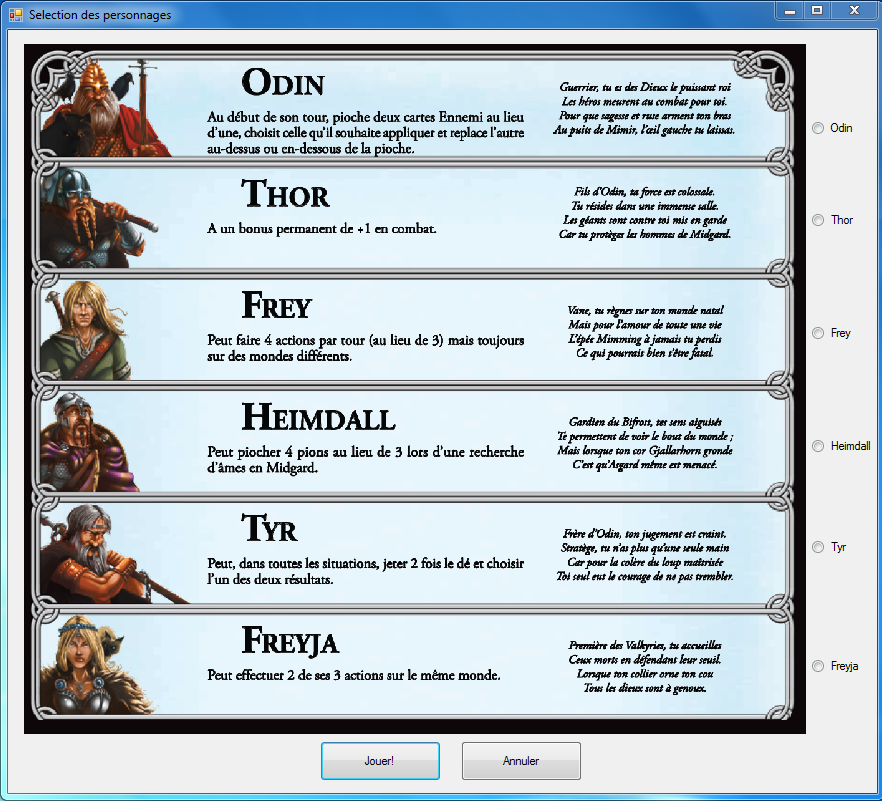 Selection des personnages
ODIN
Au début de son tour, pioche deux cartes Ennemi au lieu
d'une, choisit celle qu'il souhaite appliquer et replace l'autre
au-dessus ou en-dessous de la pioche.
Guerrier, tu es des Dieux le puissant roi
Les héros meurent au combat pour toi.
Pour que sagesse et ruse arment ton bras
Au puits de Mimir, l'œil gauche tu laissas.
Odin
THOR
A un bonus permanent de +1 en combat.
Fils d'Odin, ta force est colossale.
Tu résides dans une immense salle.
Les géants sont contre toi mis en garde
Car tu protèges les hommes de Midgard.
Thor
FREY
Peut faire 4 actions par tour (au lieu de 3) mais toujours
sur des mondes différents.
Vane, tu règnes sur ton monde natal
Mais pour l'amour de toute une vie
L'épée Mimming à jamais tu perdis
Ce qui pourrait bien t'être fatal.
Frey
HEIMDALL
Peut piocher 4 pions au lieu de 3 lors d'une recherche
d'âmes en Midgard.
Gardien du Bifrost, tes sens aiguisés
Te permettent de voir le bout du monde ;
Mais lorsque ton cor Gjallarhorn gronde
C'est qu'Asgard même est menacé.
Heimdall
TYR
Peut, dans toutes les situations, jeter 2 fois le dé et choisir
l'un des deux résultats.
Frère d'Odin, ton jugement est craint.
Stratège, tu n'as plus qu'une seule main
Car pour la colère du loup maîtrisée
Toi seul eut le courage de ne pas trembler.
Tyr
FREYJA
Peut effectuer 2 de ses 3 actions sur le même monde.
Première des Valkyries, tu accueilles
Ceux morts en défendant leur seuil.
Lorsque ton collier orne ton cou
Tous les dieux sont à genoux.
Freyja
Jouer!
Annuler